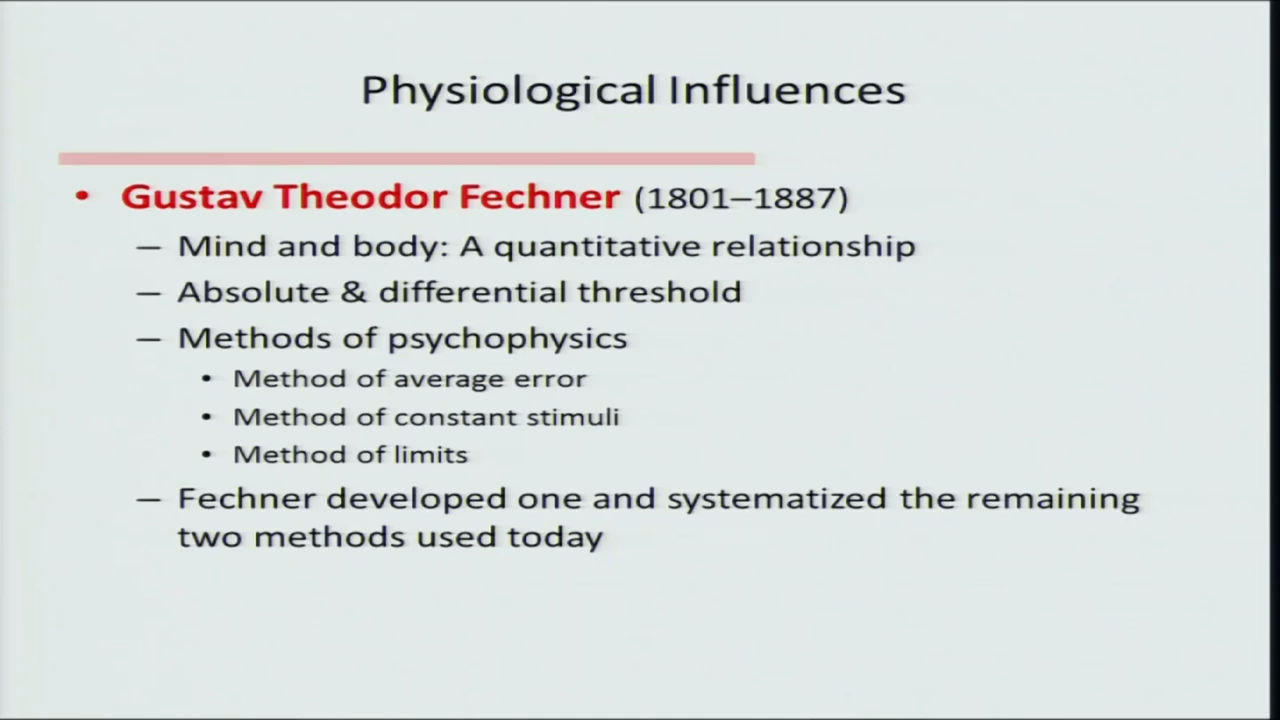 Physiological Influences
• Gustav Theodor Fechner (1801–1887)
– Mind and body: A quantitative relationship
– Absolute & differential threshold
– Methods of psychophysics
• Method of average error
• Method of constant stimuli
• Method of limits
– Fechner developed one and systematized the remaining
two methods used today